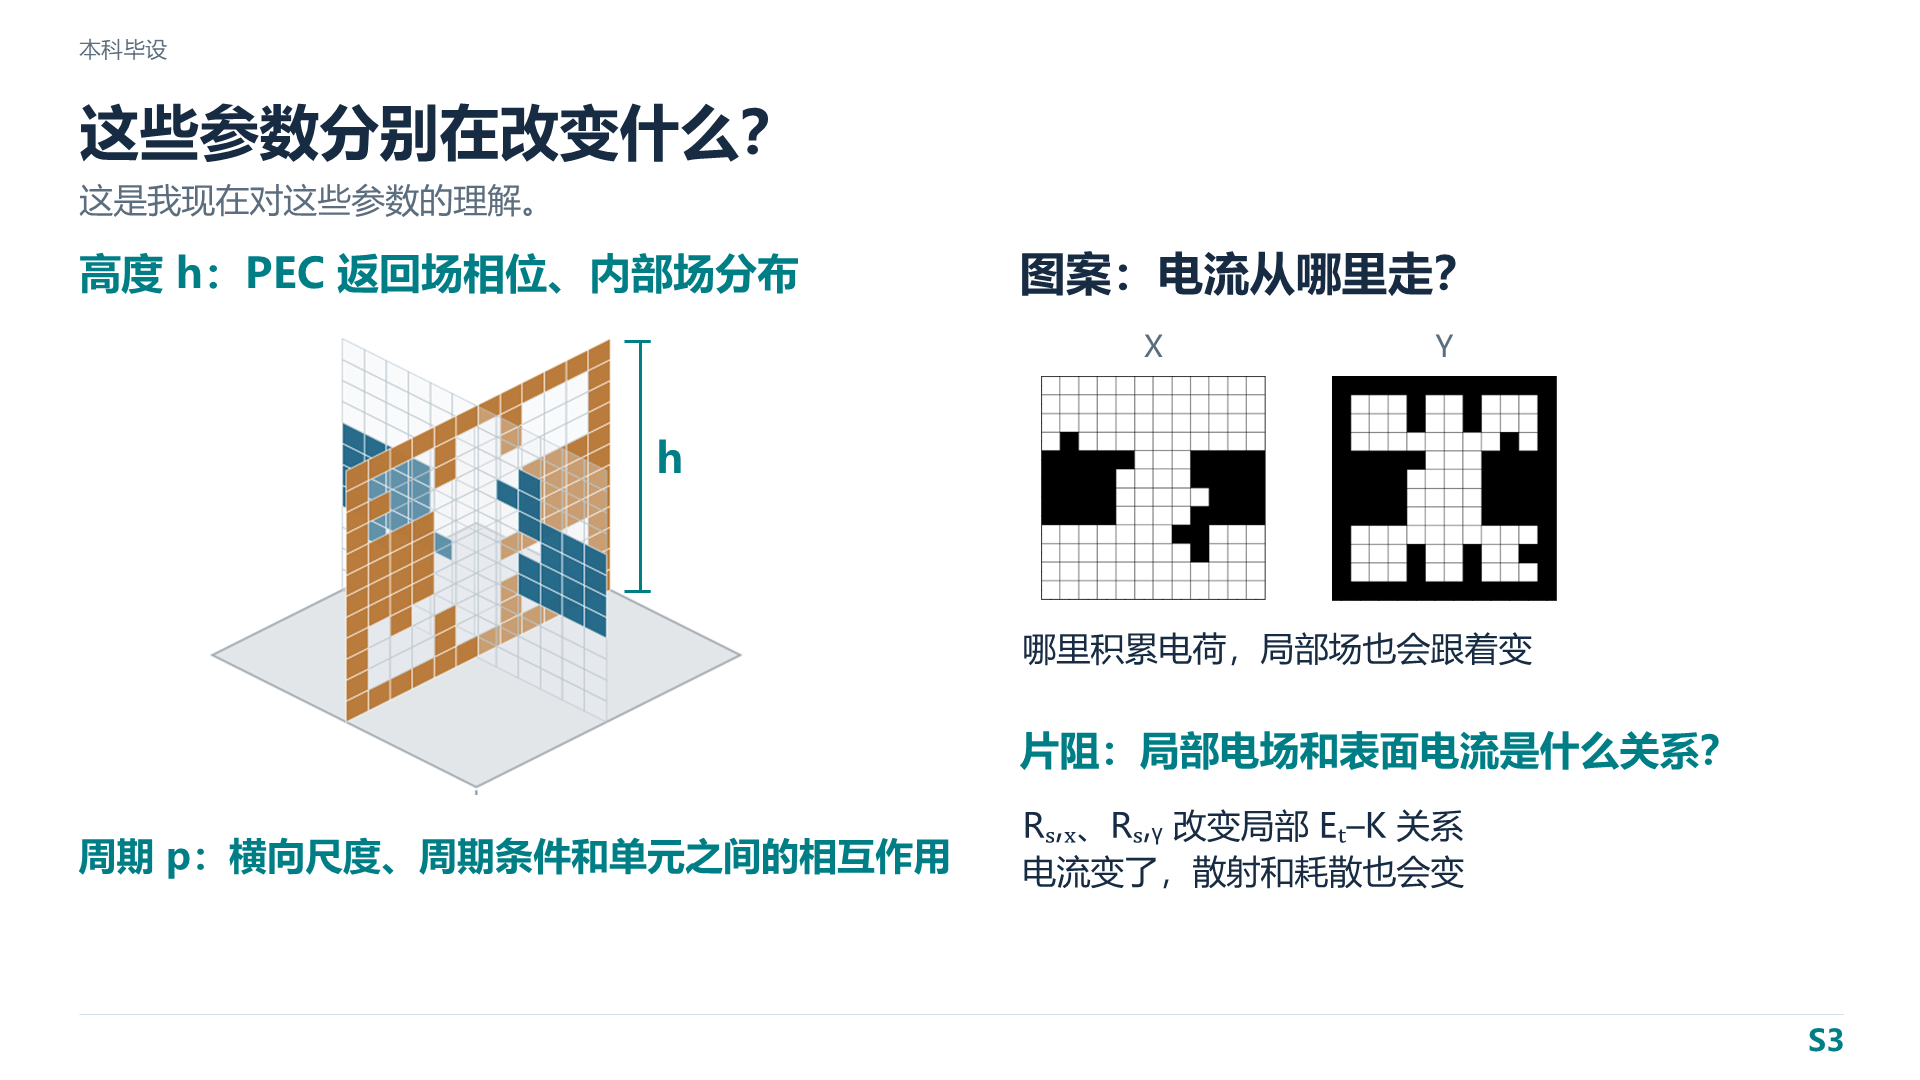 本科毕设
这些参数分别在改变什么？
这是我现在对这些参数的理解。
高度 h：PEC 返回场相位、内部场分布
h
周期 p：横向尺度、周期条件和单元之间的相互作用
图案：电流从哪里走？
X
Y
哪里积累电荷，局部场也会跟着变
片阻：局部电场和表面电流是什么关系？
Rₛ,ₓ、Rₛ,ᵧ 改变局部 Eₜ–K 关系
电流变了，散射和耗散也会变
S3